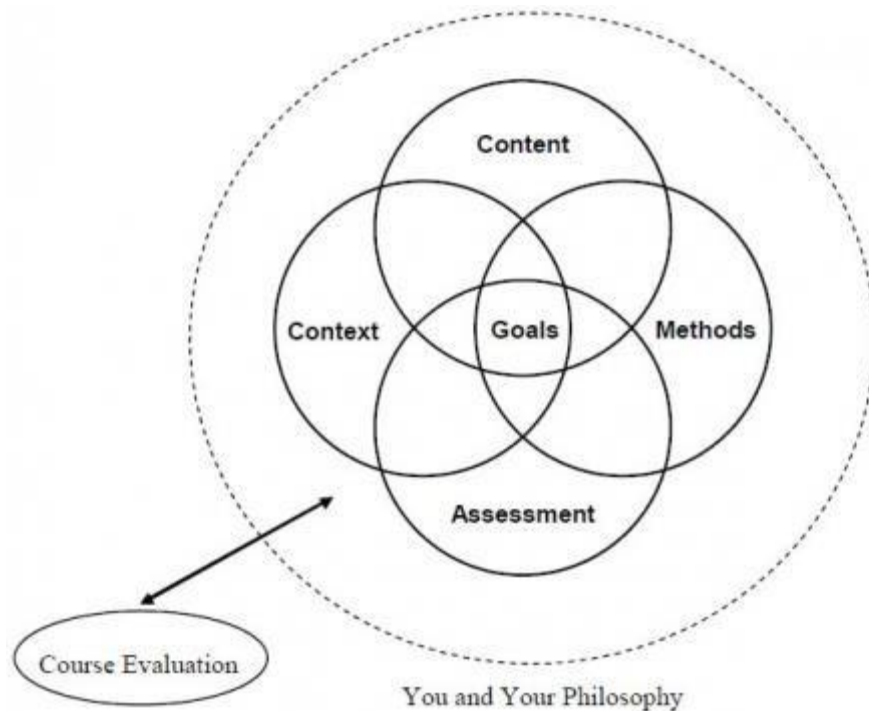 Content
Context
Goals
Methods
Assessment
Course Evaluation
You and Your Philosophy